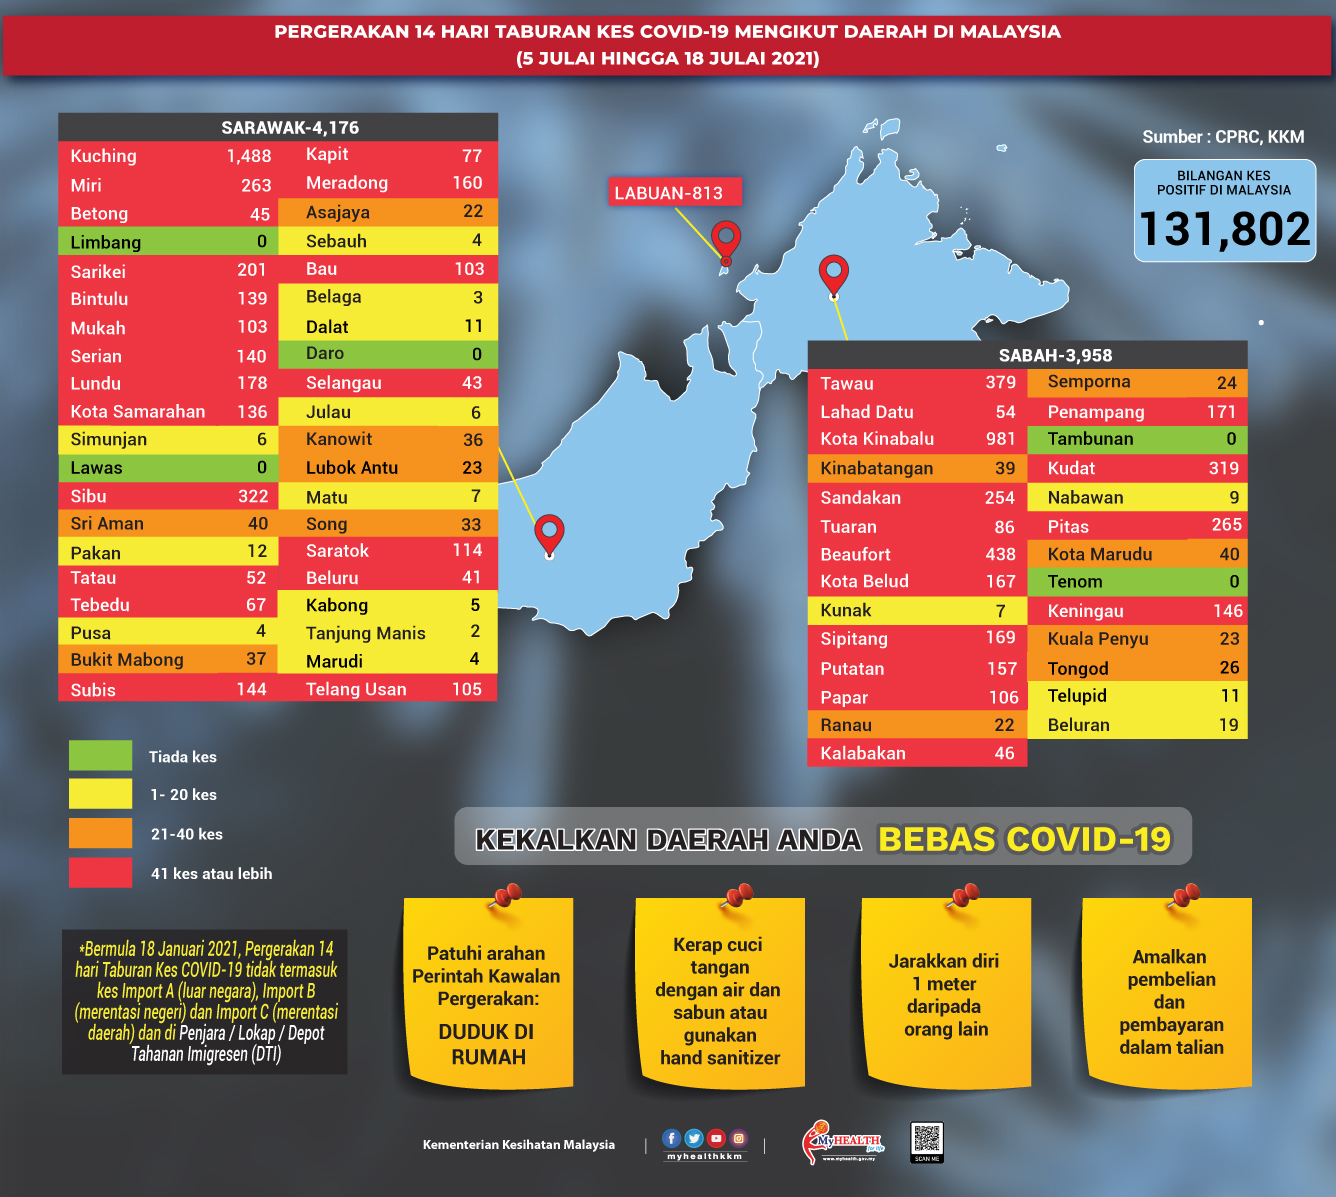 PERGERAKAN 14 HARI TABURAN KES COVID-19 MENGIKUT DAERAH DI MALAYSIA
(5 JULAI HINGGA 18 JULAI 2021)
Sumber : CPRC, KKM
BILANGAN KES
POSITIF DI MALAYSIA
131,802
LABUAN-813
SARAWAK-4,176
Kuching 1,488
Miri 263
Betong 45
Limbang 0
Sarikei 201
Bintulu 139
Mukah 103
Serian 140
Lundu 178
Kota Samarahan 136
Simunjan 6
Lawas 0
Sibu 322
Sri Aman 40
Pakan 12
Tatau 52
Tebedu 67
Pusa 4
Bukit Mabong 37
Subis 144
Kapit 77
Meradong 160
Asajaya 22
Sebauh 4
Bau 103
Belaga 3
Dalat 11
Daro 0
Selangau 43
Julau 6
Kanowit 36
Lubok Antu 23
Matu 7
Song 33
Saratok 114
Beluru 41
Kabong 5
Tanjung Manis 2
Marudi 4
Telang Usan 105
SABAH-3,958
Tawau 379
Lahad Datu 54
Kota Kinabalu 981
Kinabatangan 39
Sandakan 254
Tuaran 86
Beaufort 438
Kota Belud 167
Kunak 7
Sipitang 169
Putatan 157
Papar 106
Ranau 22
Kalabakan 46
Semporna 24
Penampang 171
Tambunan 0
Kudat 319
Nabawan 9
Pitas 265
Kota Marudu 40
Tenom 0
Keningau 146
Kuala Penyu 23
Tongod 26
Telupid 11
Beluran 19
Tiada kes
1- 20 kes
21-40 kes
41 kes atau lebih
*Bermula 18 Januari 2021, Pergerakan 14
hari Taburan Kes COVID-19 tidak termasuk
kes Import A (luar negara), Import B
(merentasi negeri) dan Import C (merentasi
daerah) dan di Penjara / Lokap / Depot
Tahanan Imigresen (DTI)
KEKALKAN DAERAH ANDA BEBAS COVID-19
Patuhi arahan
Perintah Kawalan
Pergerakan:
DUDUK DI
RUMAH
Kerap cuci
tangan
dengan air dan
sabun atau
gunakan
hand sanitizer
Jarakkan diri
1 meter
daripada
orang lain
Amalkan
pembelian
dan
pembayaran
dalam talian
Kementerian Kesihatan Malaysia
myhealthkkm
MyHEALTH
for life
www.myhealth.gov.my
SCAN ME